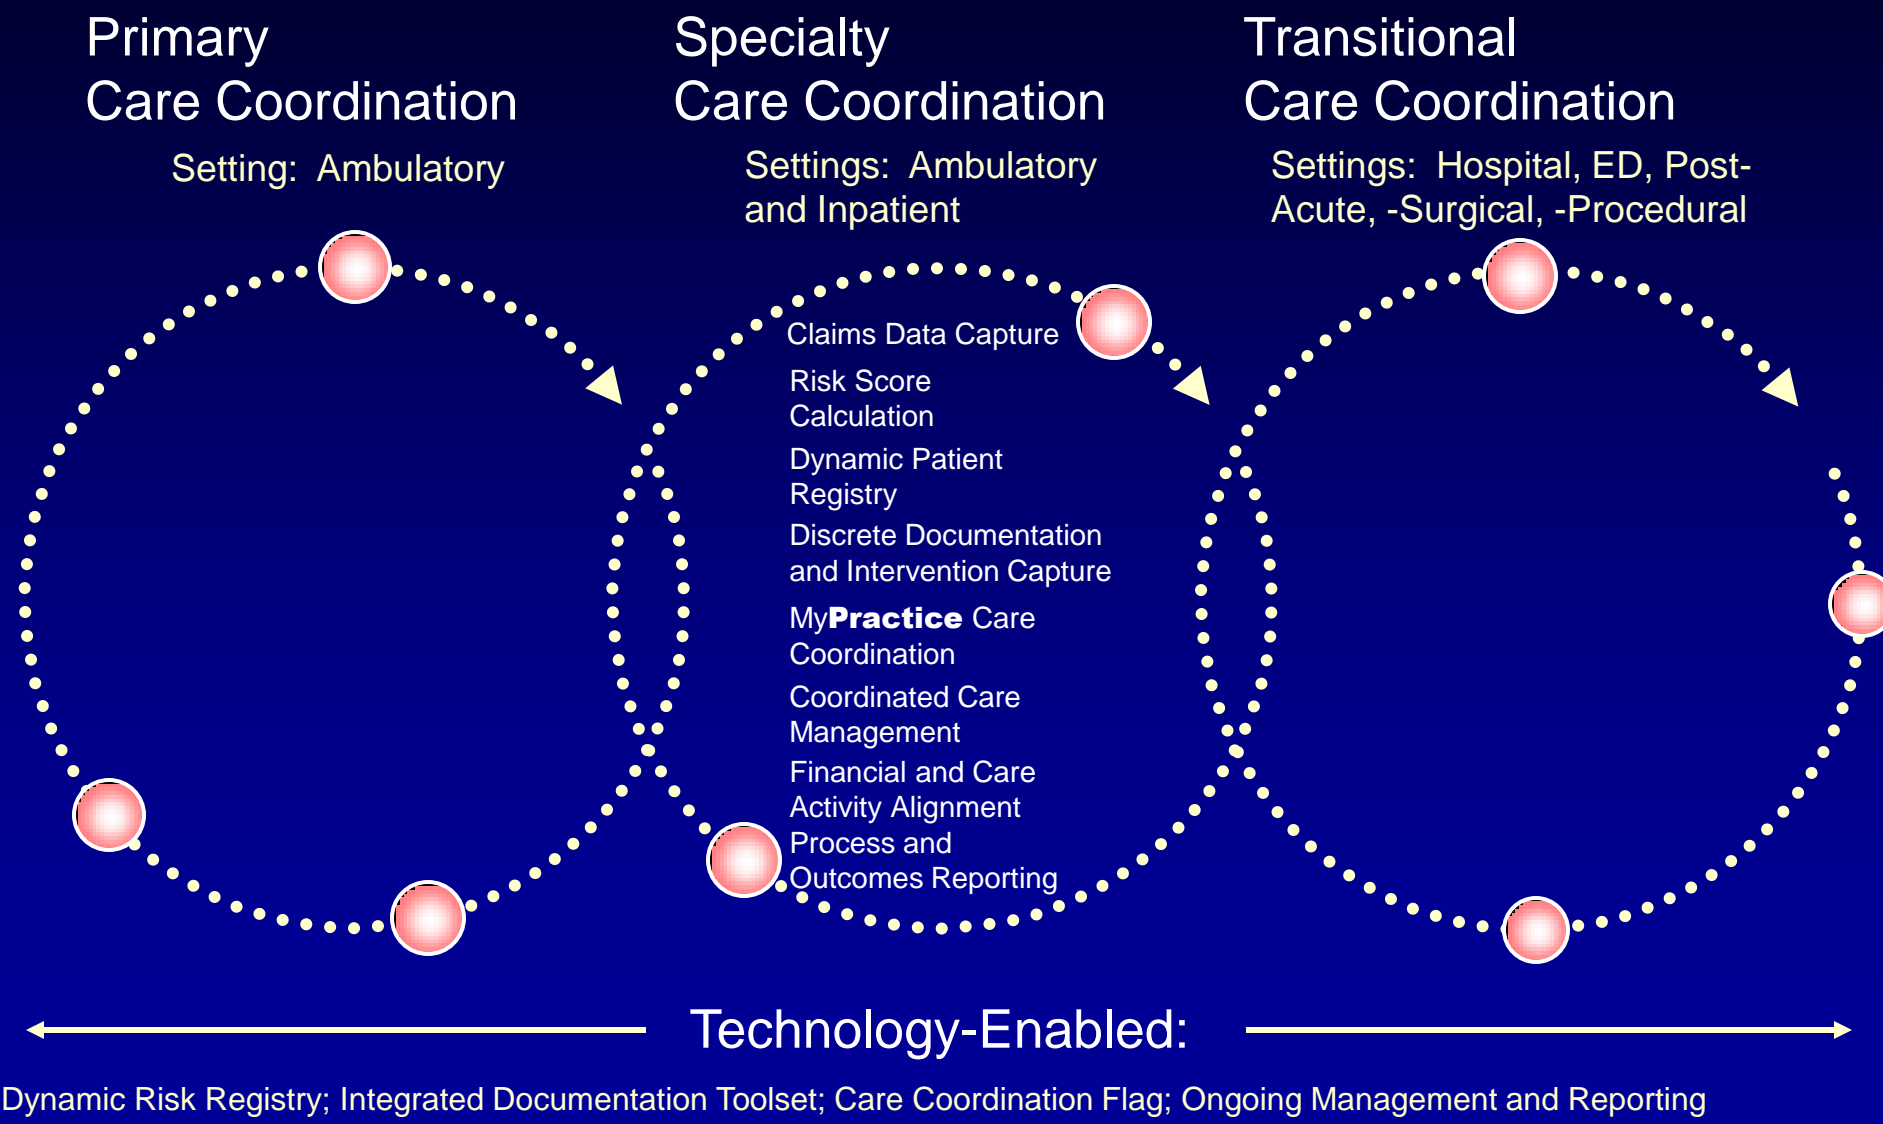 Primary
Care Coordination
Setting: Ambulatory
Specialty
Care Coordination
Settings: Ambulatory
and Inpatient
Transitional
Care Coordination
Settings: Hospital, ED, Post-
Acute, -Surgical, -Procedural
Claims Data Capture
Risk Score
Calculation
Dynamic Patient
Registry
Discrete Documentation
and Intervention Capture
MyPractice Care
Coordination
Coordinated Care
Management
Financial and Care
Activity Alignment
Process and
Outcomes Reporting
Technology-Enabled:
Dynamic Risk Registry; Integrated Documentation Toolset; Care Coordination Flag; Ongoing Management and Reporting